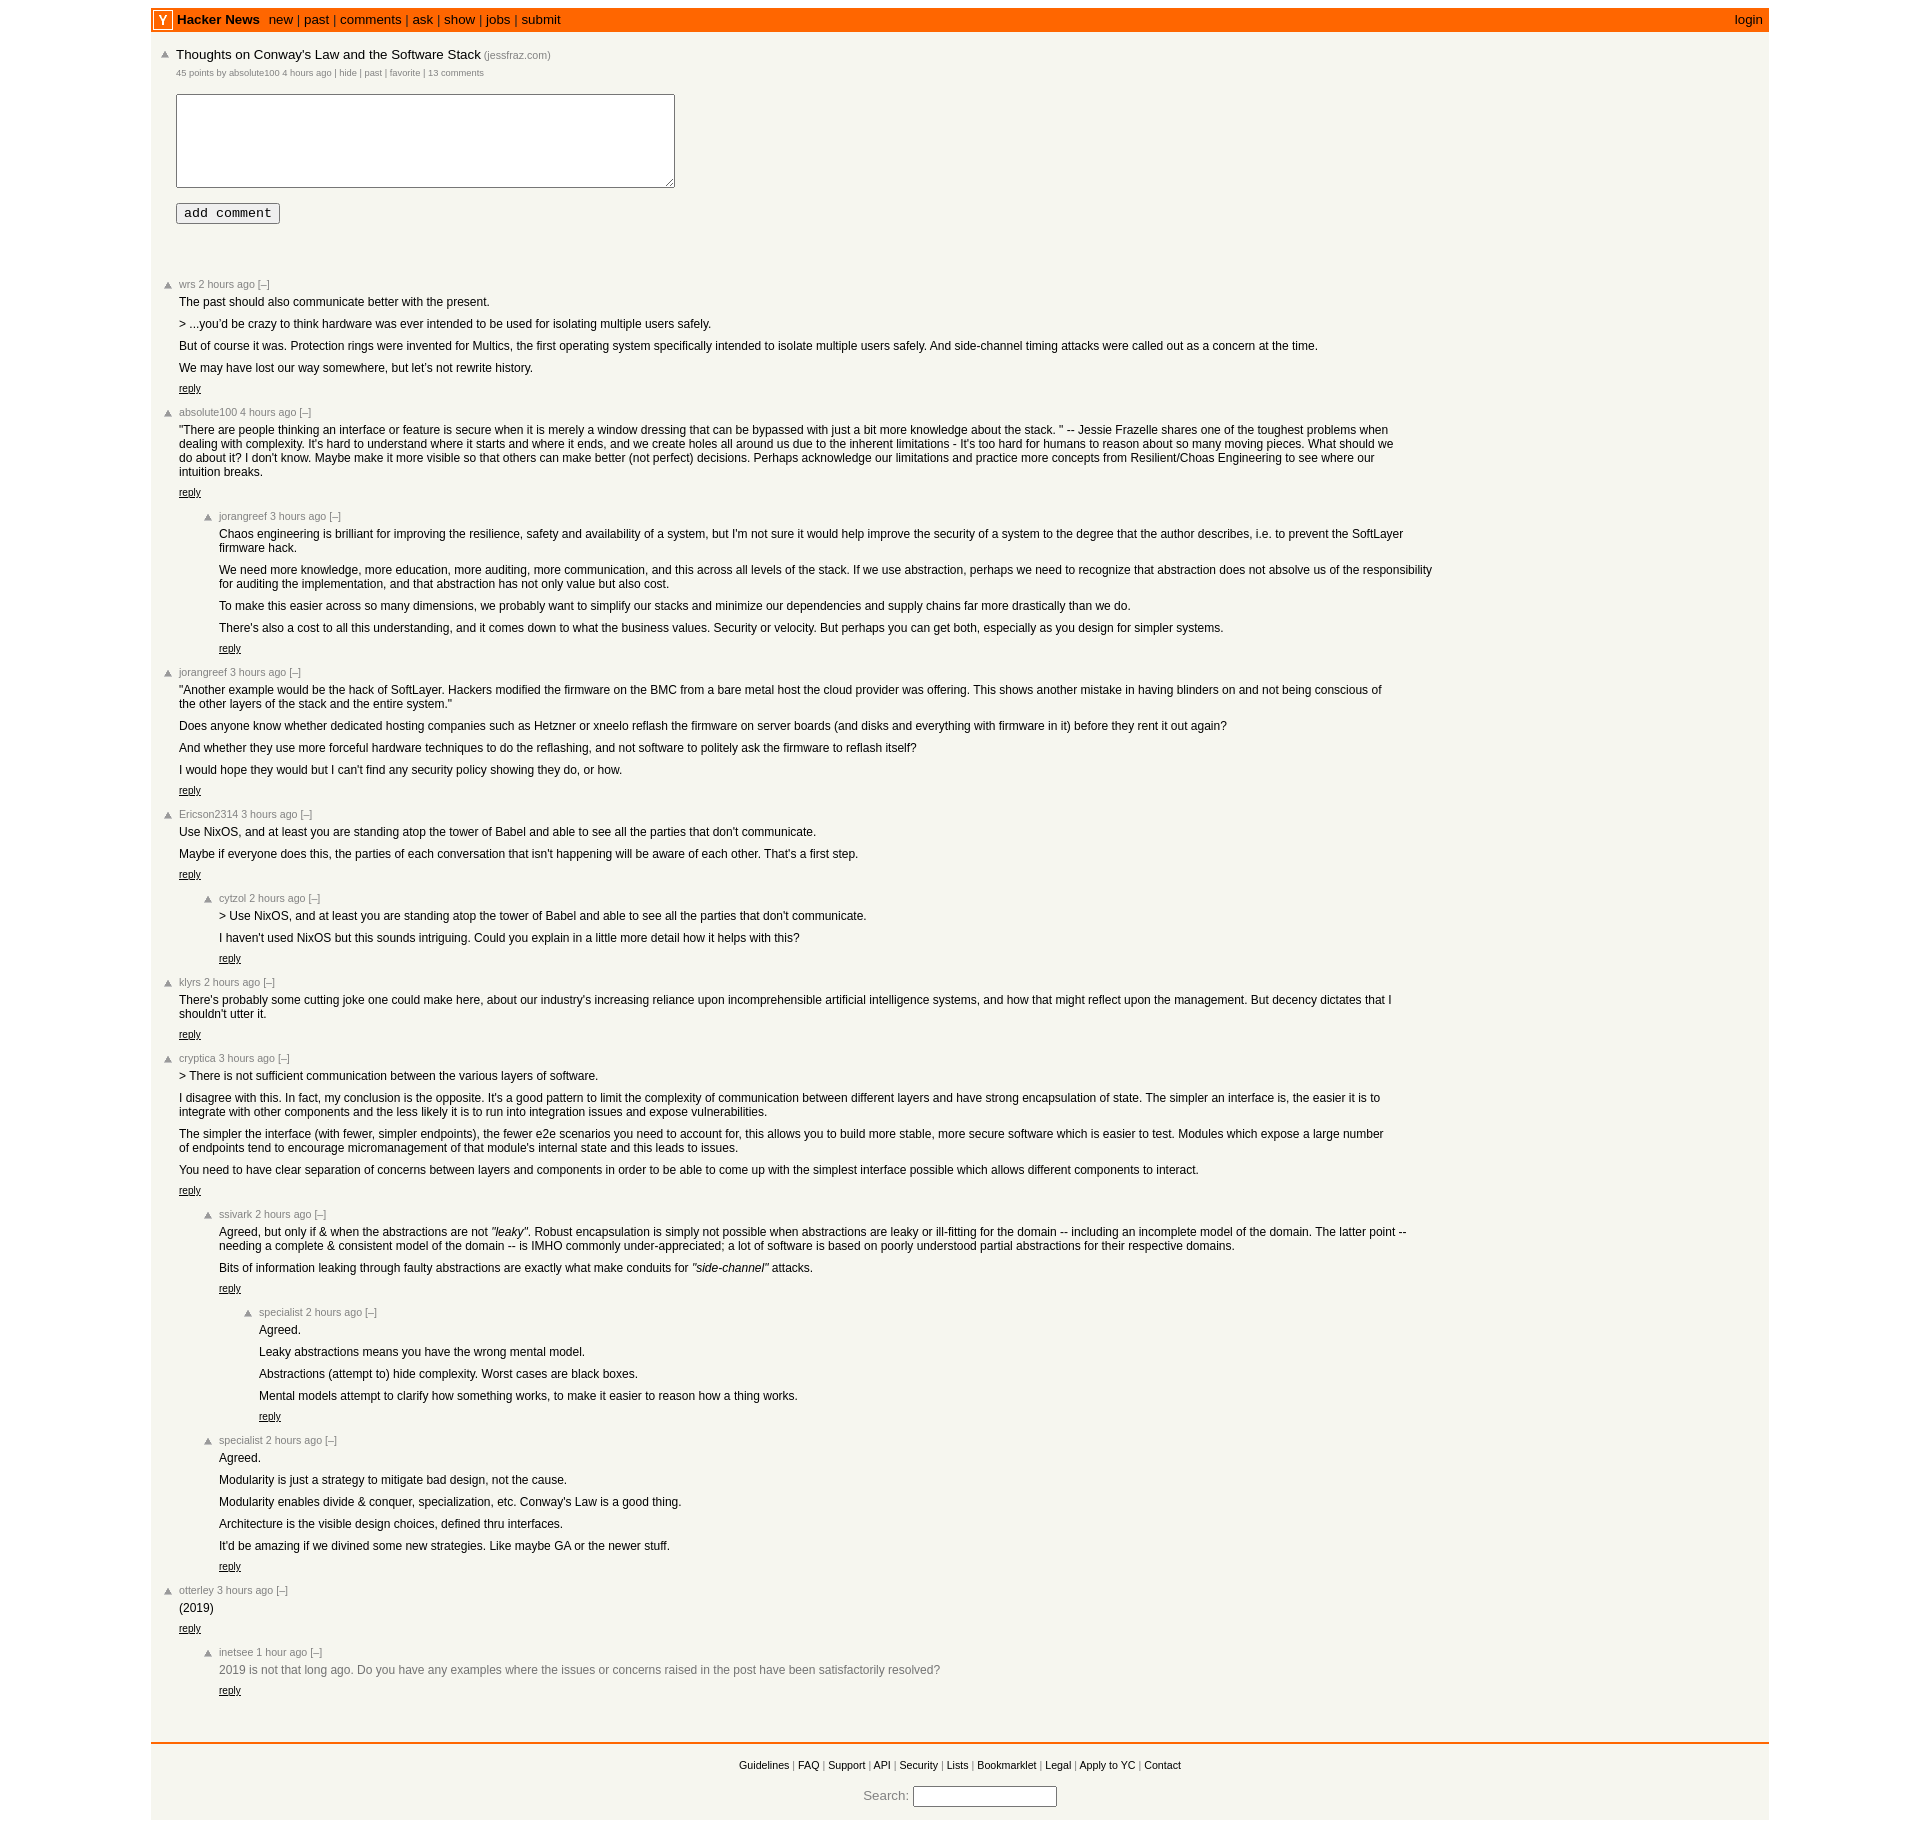 Y Hacker News new | past | comments | ask | show | jobs | submit login
Thoughts on Conway's Law and the Software Stack (jessfraz.com)
45 points by absolute100 4 hours ago | hide | past | favorite | 13 comments
add comment
wrs 2 hours ago [–]
The past should also communicate better with the present.
> ...you’d be crazy to think hardware was ever intended to be used for isolating multiple users safely.
But of course it was. Protection rings were invented for Multics, the first operating system specifically intended to isolate multiple users safely. And side-channel timing attacks were called out as a concern at the time.
We may have lost our way somewhere, but let’s not rewrite history.
reply
absolute100 4 hours ago [–]
"There are people thinking an interface or feature is secure when it is merely a window dressing that can be bypassed with just a bit more knowledge about the stack. " -- Jessie Frazelle shares one of the toughest problems when
dealing with complexity. It's hard to understand where it starts and where it ends, and we create holes all around us due to the inherent limitations - It's too hard for humans to reason about so many moving pieces. What should we
do about it? I don't know. Maybe make it more visible so that others can make better (not perfect) decisions. Perhaps acknowledge our limitations and practice more concepts from Resilient/Choas Engineering to see where our
intuition breaks.
reply
jorangreef 3 hours ago [–]
Chaos engineering is brilliant for improving the resilience, safety and availability of a system, but I'm not sure it would help improve the security of a system to the degree that the author describes, i.e. to prevent the SoftLayer
firmware hack.
We need more knowledge, more education, more auditing, more communication, and this across all levels of the stack. If we use abstraction, perhaps we need to recognize that abstraction does not absolve us of the responsibility
for auditing the implementation, and that abstraction has not only value but also cost.
To make this easier across so many dimensions, we probably want to simplify our stacks and minimize our dependencies and supply chains far more drastically than we do.
There's also a cost to all this understanding, and it comes down to what the business values. Security or velocity. But perhaps you can get both, especially as you design for simpler systems.
reply
jorangreef 3 hours ago [–]
"Another example would be the hack of SoftLayer. Hackers modified the firmware on the BMC from a bare metal host the cloud provider was offering. This shows another mistake in having blinders on and not being conscious of
the other layers of the stack and the entire system."
Does anyone know whether dedicated hosting companies such as Hetzner or xneelo reflash the firmware on server boards (and disks and everything with firmware in it) before they rent it out again?
And whether they use more forceful hardware techniques to do the reflashing, and not software to politely ask the firmware to reflash itself?
I would hope they would but I can't find any security policy showing they do, or how.
reply
Ericson2314 3 hours ago [–]
Use NixOS, and at least you are standing atop the tower of Babel and able to see all the parties that don't communicate.
Maybe if everyone does this, the parties of each conversation that isn't happening will be aware of each other. That's a first step.
reply
cytzol 2 hours ago [–]
> Use NixOS, and at least you are standing atop the tower of Babel and able to see all the parties that don't communicate.
I haven't used NixOS but this sounds intriguing. Could you explain in a little more detail how it helps with this?
reply
klyrs 2 hours ago [–]
There's probably some cutting joke one could make here, about our industry's increasing reliance upon incomprehensible artificial intelligence systems, and how that might reflect upon the management. But decency dictates that I
shouldn't utter it.
reply
cryptica 3 hours ago [–]
> There is not sufficient communication between the various layers of software.
I disagree with this. In fact, my conclusion is the opposite. It's a good pattern to limit the complexity of communication between different layers and have strong encapsulation of state. The simpler an interface is, the easier it is to
integrate with other components and the less likely it is to run into integration issues and expose vulnerabilities.
The simpler the interface (with fewer, simpler endpoints), the fewer e2e scenarios you need to account for, this allows you to build more stable, more secure software which is easier to test. Modules which expose a large number
of endpoints tend to encourage micromanagement of that module's internal state and this leads to issues.
You need to have clear separation of concerns between layers and components in order to be able to come up with the simplest interface possible which allows different components to interact.
reply
ssivark 2 hours ago [–]
Agreed, but only if & when the abstractions are not "leaky". Robust encapsulation is simply not possible when abstractions are leaky or ill-fitting for the domain -- including an incomplete model of the domain. The latter point --
needing a complete & consistent model of the domain -- is IMHO commonly under-appreciated; a lot of software is based on poorly understood partial abstractions for their respective domains.
Bits of information leaking through faulty abstractions are exactly what make conduits for "side-channel" attacks.
reply
specialist 2 hours ago [–]
Agreed.
Leaky abstractions means you have the wrong mental model.
Abstractions (attempt to) hide complexity. Worst cases are black boxes.
Mental models attempt to clarify how something works, to make it easier to reason how a thing works.
reply
specialist 2 hours ago [–]
Agreed.
Modularity is just a strategy to mitigate bad design, not the cause.
Modularity enables divide & conquer, specialization, etc. Conway's Law is a good thing.
Architecture is the visible design choices, defined thru interfaces.
It'd be amazing if we divined some new strategies. Like maybe GA or the newer stuff.
reply
otterley 3 hours ago [–]
(2019)
reply
inetsee 1 hour ago [–]
2019 is not that long ago. Do you have any examples where the issues or concerns raised in the post have been satisfactorily resolved?
reply
Guidelines | FAQ | Support | API | Security | Lists | Bookmarklet | Legal | Apply to YC | Contact
Search: